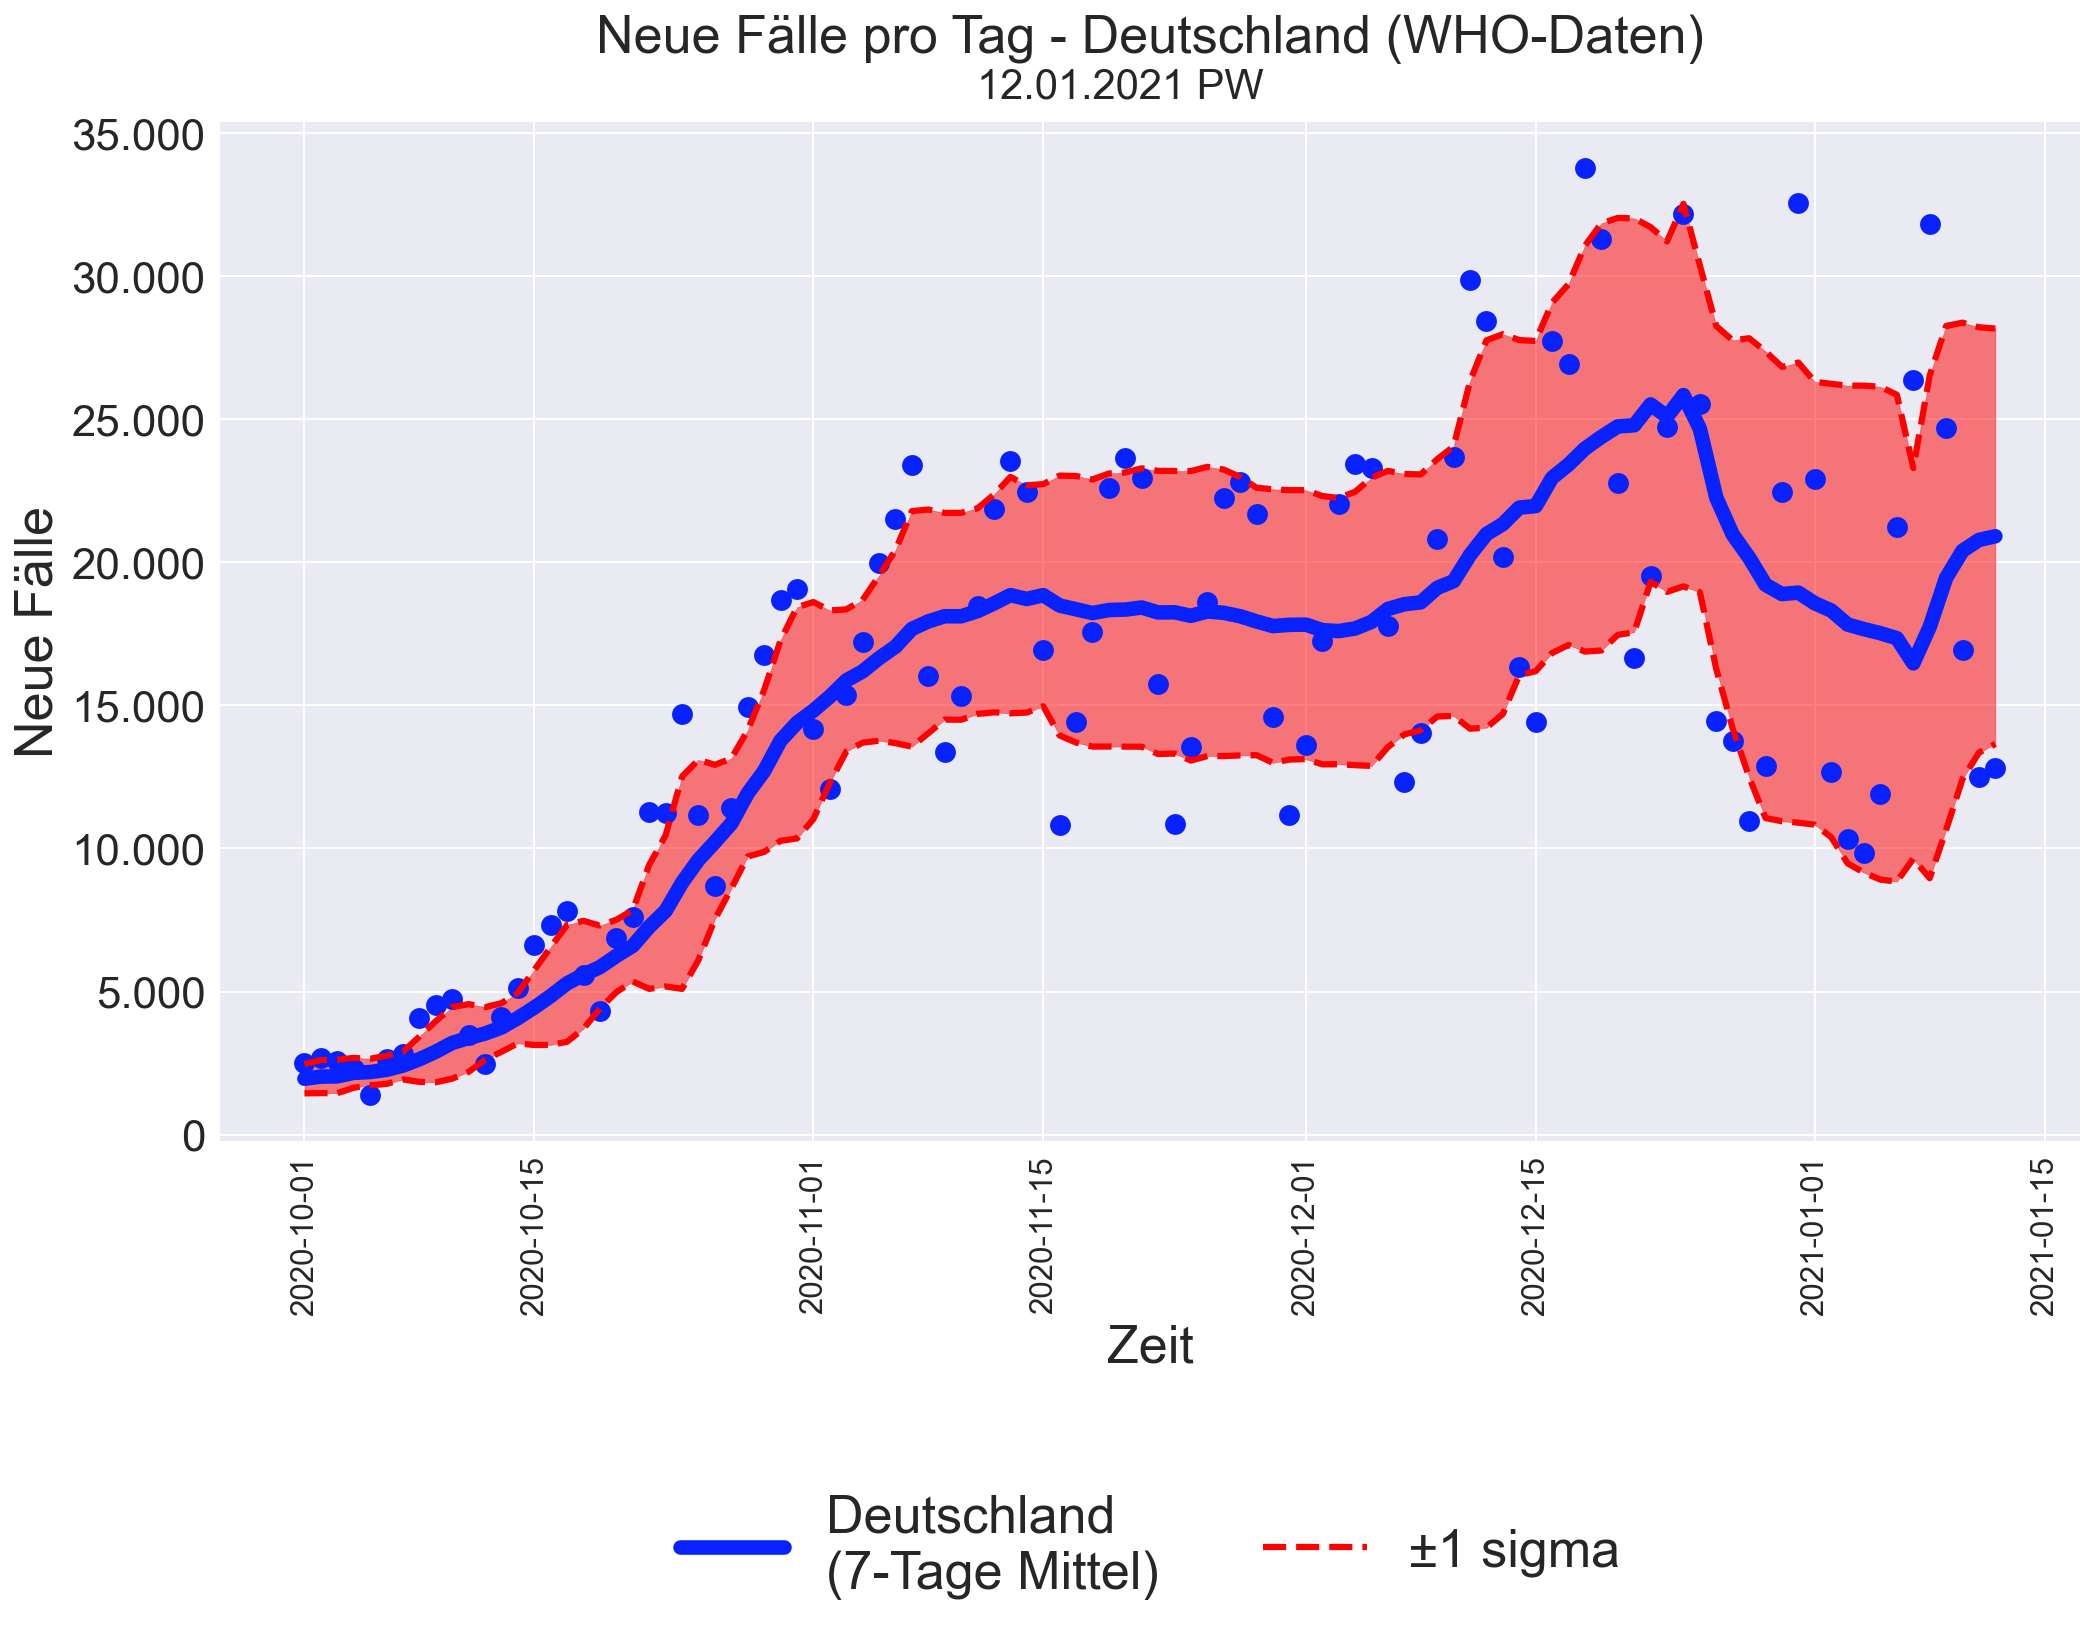 Neue Fälle pro Tag - Deutschland (WHO-Daten)
12.01.2021 PW
Neue Fälle
35.000
30.000
25.000
20.000
15.000
10.000
5.000
0
2020-10-01
2020-10-15
2020-11-01
2020-11-15
2020-12-01
2020-12-15
2021-01-01
2021-01-15
Zeit
Deutschland
(7-Tage Mittel)
±1 sigma